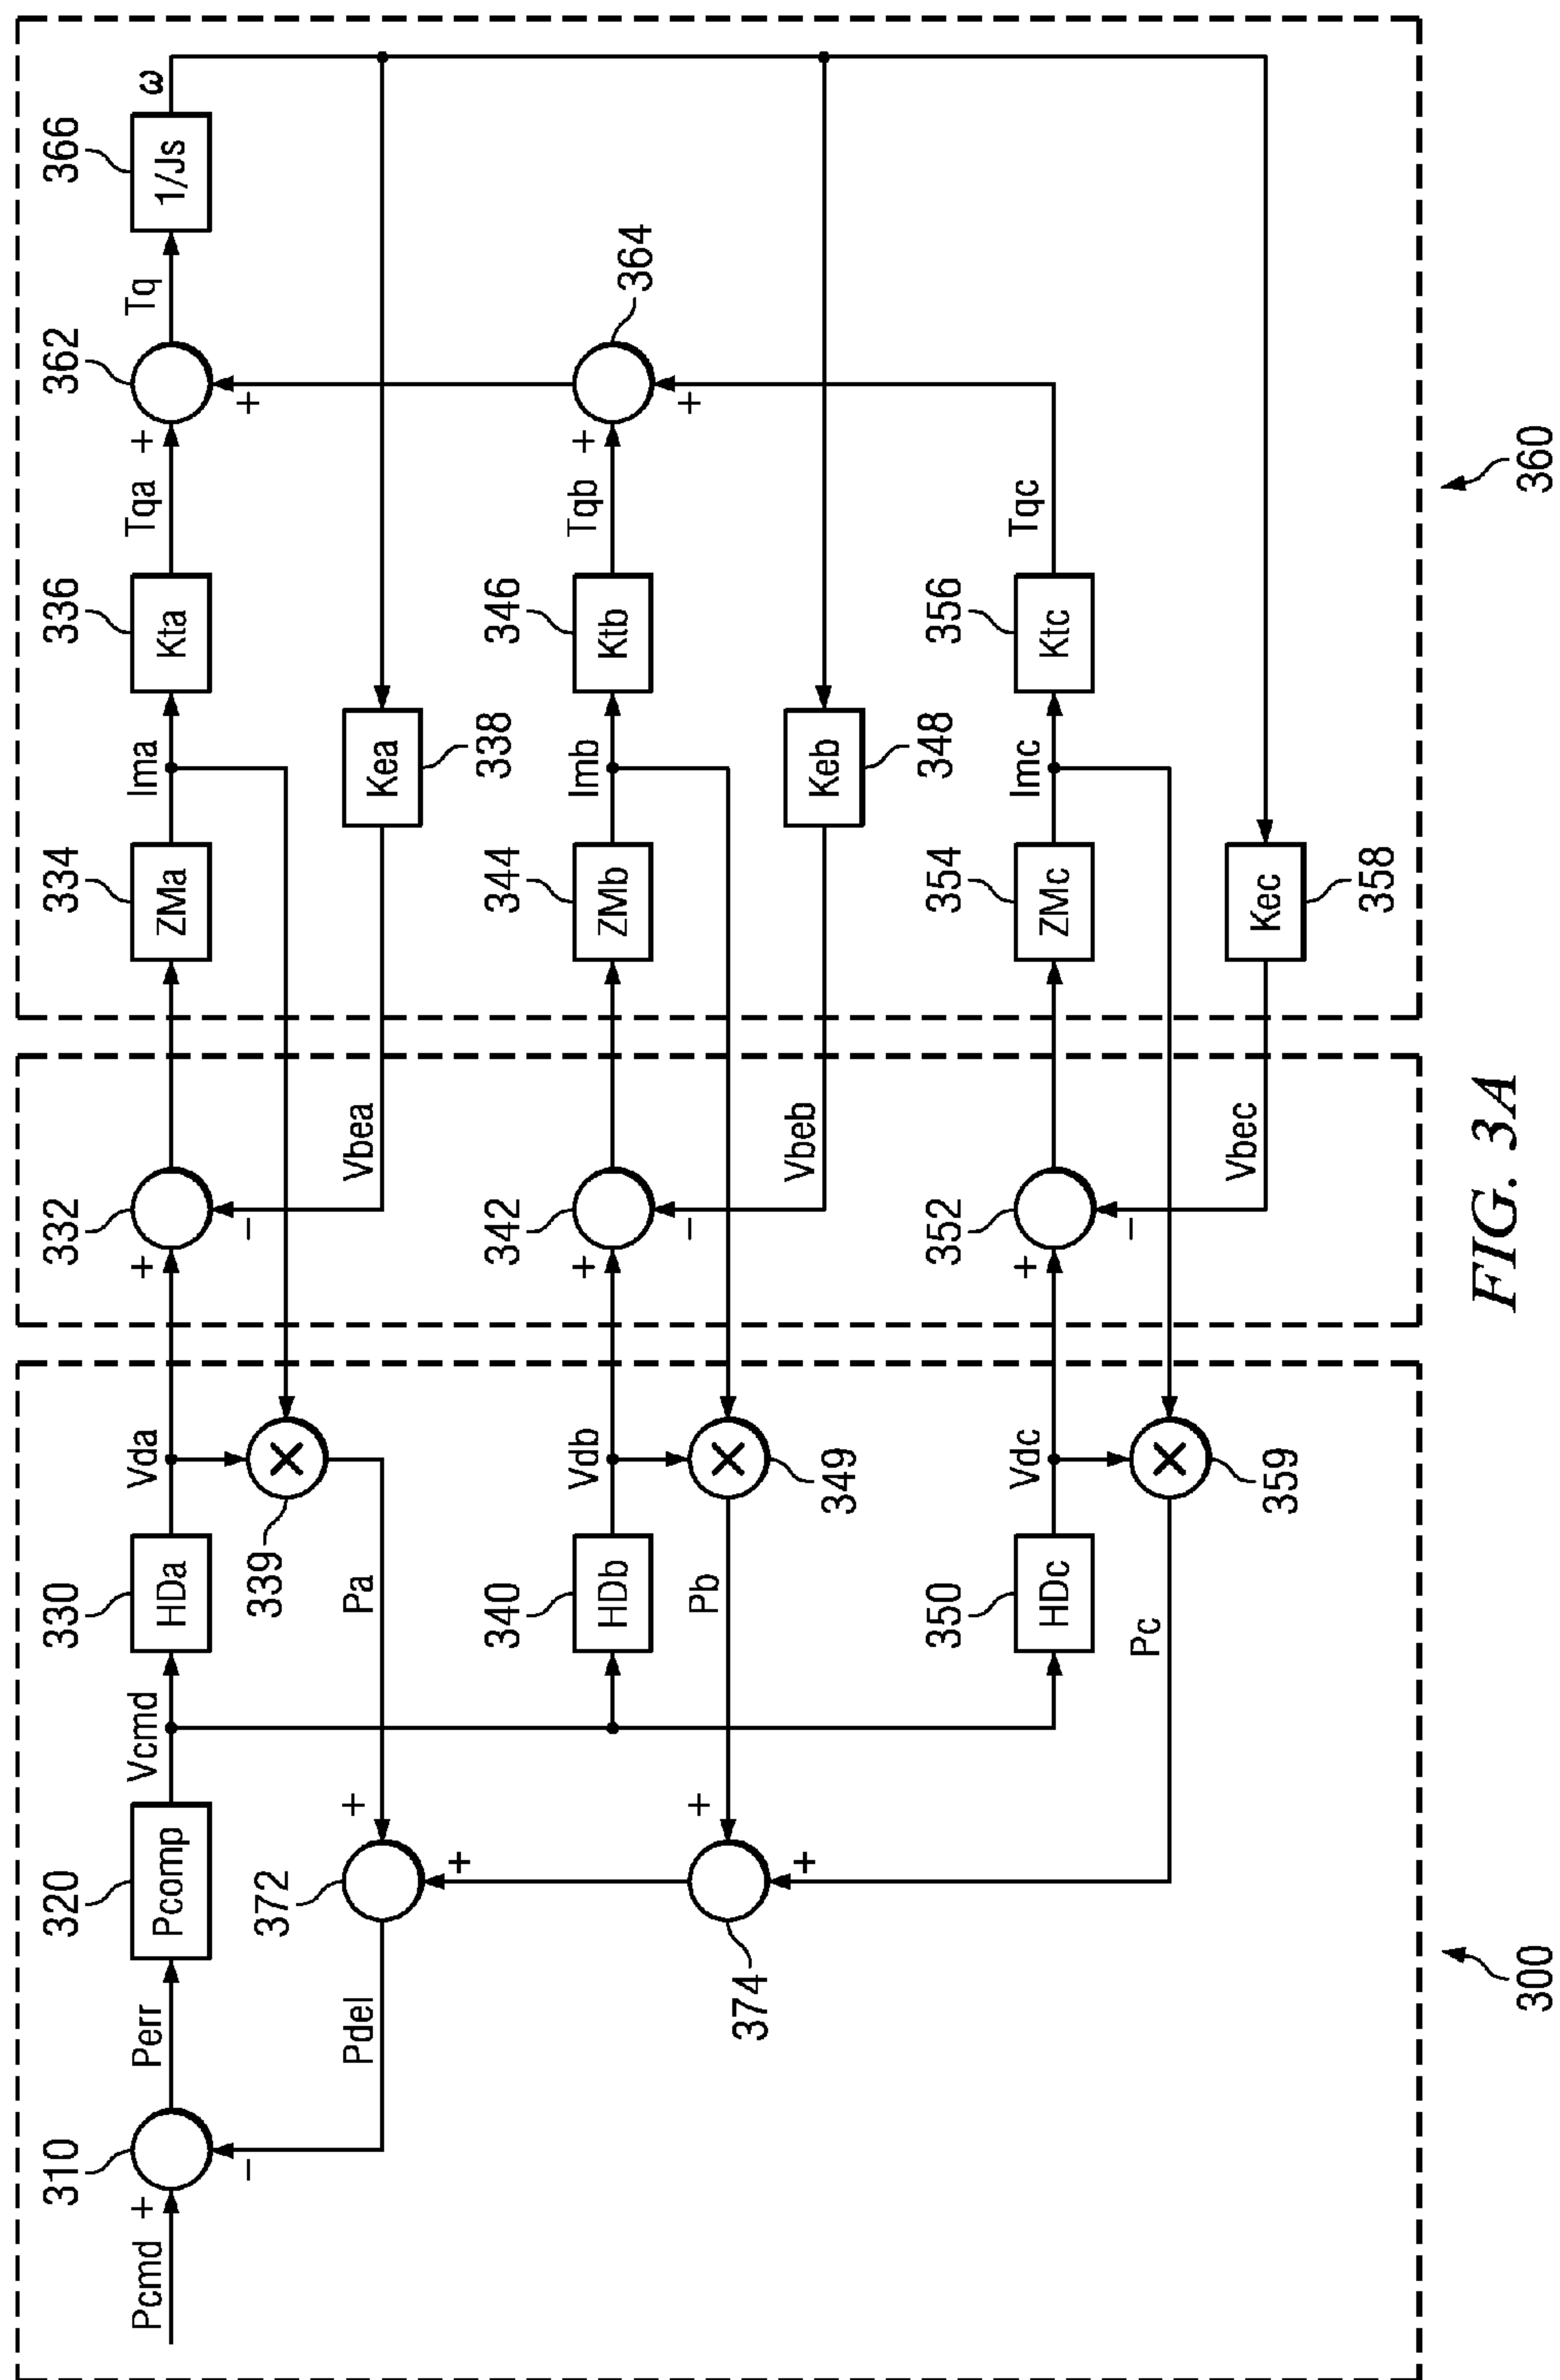 310
320
330
332
334
336
362
366
Pcmd
+
Perr
Pcomp
Vcmd
HDa
Vda
+
ZMa
Ima
Kta
Tqa
+
Tq
1/Js
ω
−
−
+
339
372
Pdel
+
Pa
Vbea
Kea
338
+
340
342
344
346
364
HDb
Vdb
+
ZMb
Imb
Ktb
Tqb
+
−
+
374
+
Pb
349
Vbeb
Keb
348
+
350
352
354
356
HDc
Vdc
+
ZMc
Imc
Ktc
Tqc
−
Pc
359
Vbec
Kec
358
300
360
FIG. 3A